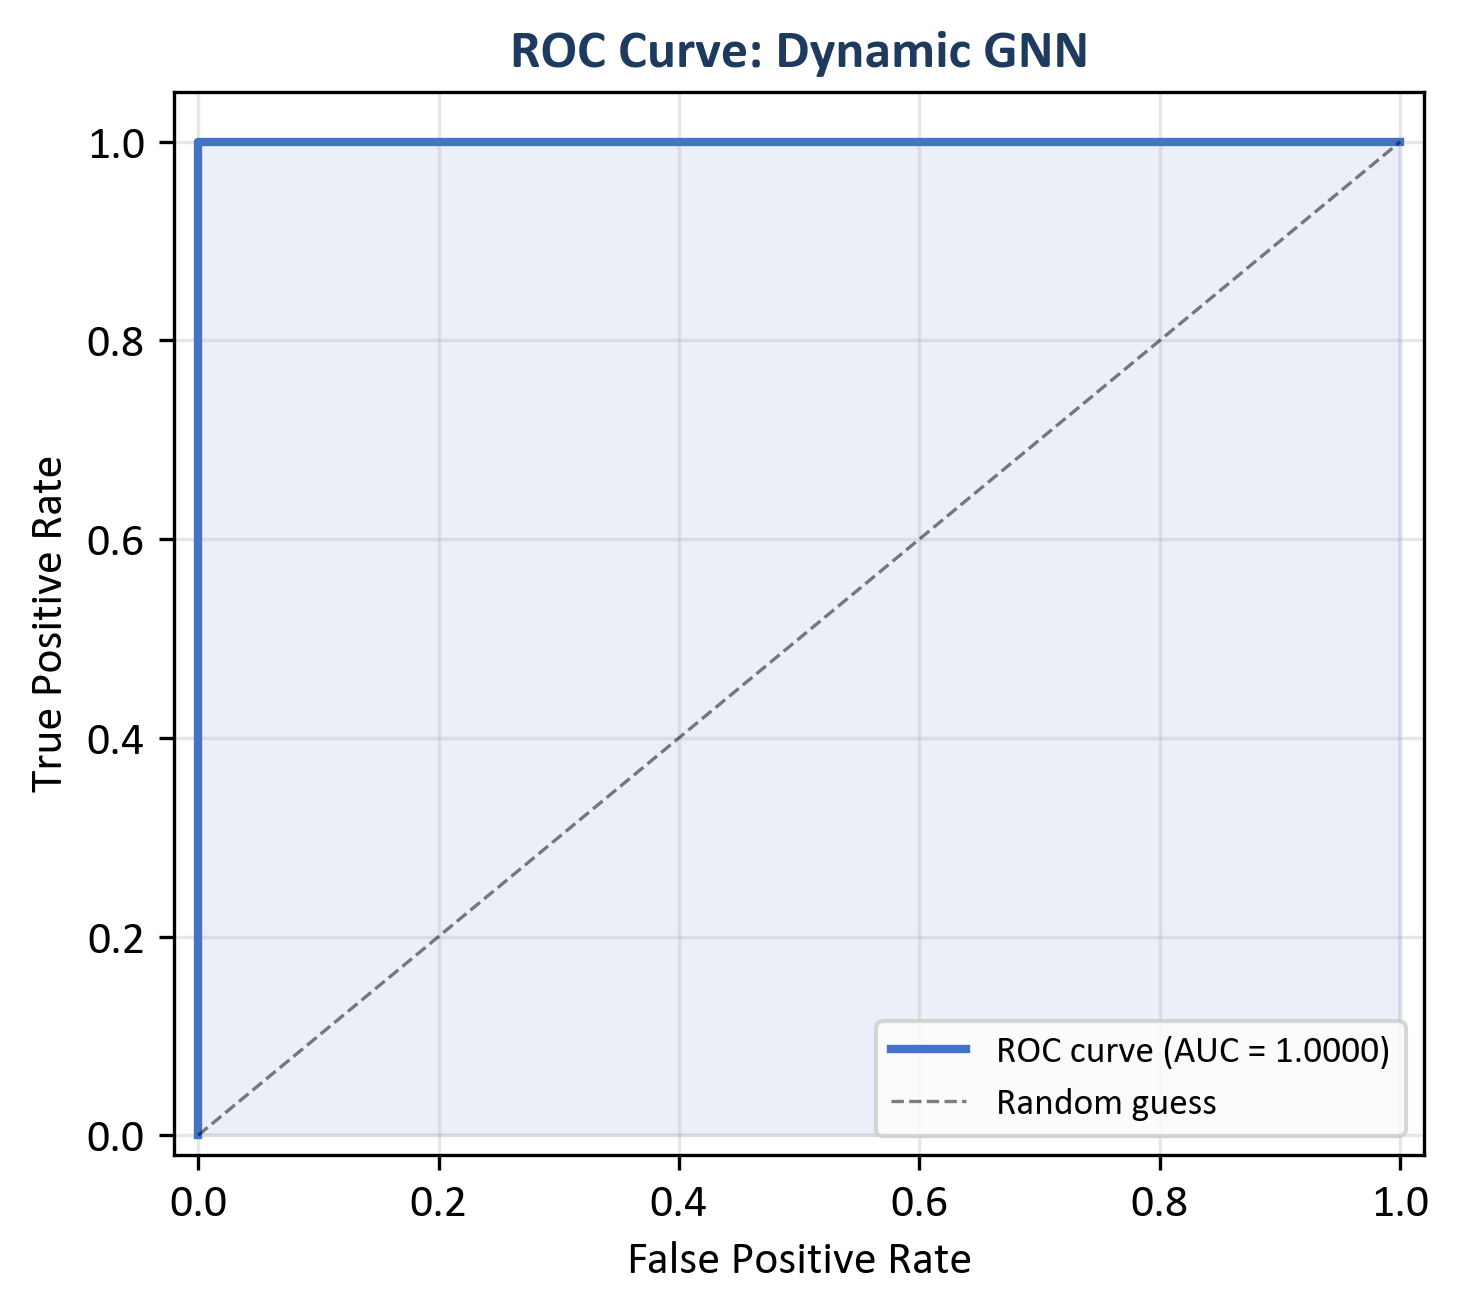 ROC Curve: Dynamic GNN
True Positive Rate
1.0
0.8
0.6
0.4
0.2
0.0
ROC curve (AUC = 1.0000)
Random guess
0.0 0.2 0.4 0.6 0.8 1.0
False Positive Rate